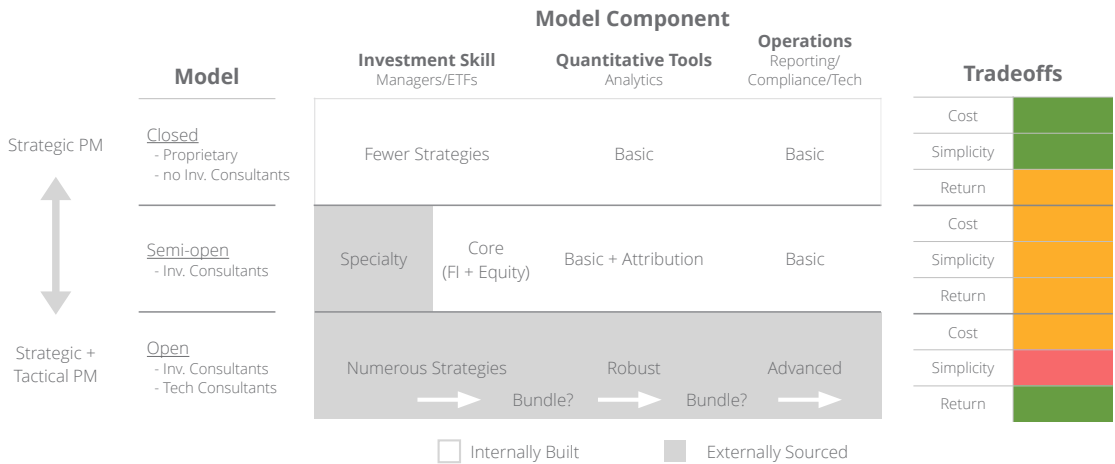 Model Component
Model
Investment Skill
Managers/ETFs
Quantitative Tools
Analytics
Operations
Reporting/
Compliance/Tech
Tradeoffs
Strategic PM
Closed
- Proprietary
- no Inv. Consultants
Fewer Strategies
Basic
Basic
Cost
Simplicity
Return
Semi-open
- Inv. Consultants
Specialty
Core
(FI + Equity)
Basic + Attribution
Basic
Cost
Simplicity
Return
Strategic +
Tactical PM
Open
- Inv. Consultants
- Tech Consultants
Numerous Strategies
Robust
Advanced
Bundle?
Bundle?
Cost
Simplicity
Return
Internally Built
Externally Sourced